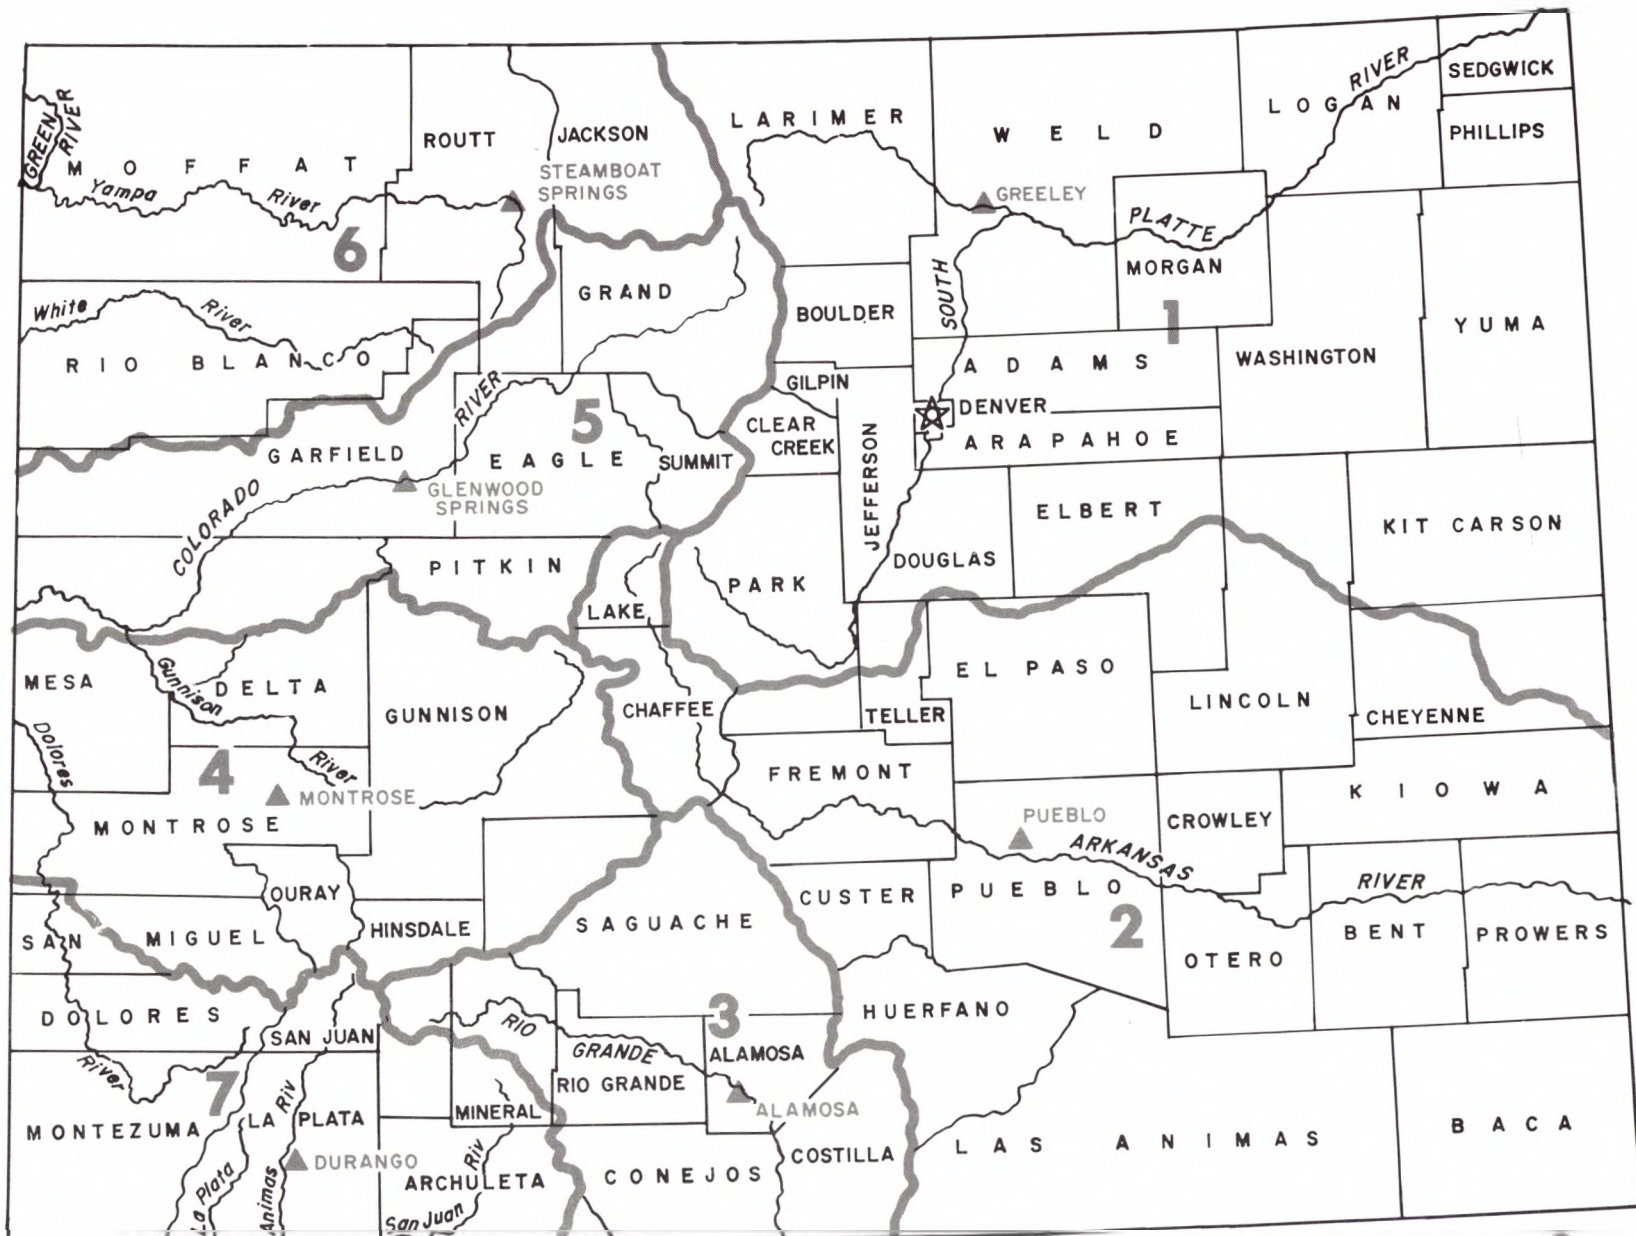 SEDGWICK
RIVER
LOGAN
PHILLIPS
LARIMER
WELD
JACKSON
ROUTT
GREEN
RIVER
MOFFAT
Yampa
River
STEAMBOAT
SPRINGS
GREELEY
PLATTE
6
MORGAN
GRAND
SOUTH
BOULDER
1
YUMA
White
River
RIO BLANCO
WASHINGTON
ADAMS
GILPIN
RIVER
5
DENVER
CLEAR
CREEK
ARAPAHOE
GARFIELD
EAGLE
SUMMIT
JEFFERSON
GLENWOOD
SPRINGS
COLORADO
ELBERT
KIT CARSON
DOUGLAS
PITKIN
PARK
LAKE
MESA
Gunnison
DELTA
EL PASO
LINCOLN
GUNNISON
CHAFFEE
TELLER
CHEYENNE
Dolores
4
River
FREMONT
KIOWA
MONTROSE
MONTROSE
PUEBLO
CROWLEY
ARKANSAS
RIVER
OURAY
CUSTER
PUEBLO
2
SAGUACHE
HINSDALE
SAN MIGUEL
BENT
PROWERS
OTERO
HUERFANO
3
DOLORES
SAN JUAN
RIO
GRANDE
ALAMOSA
RIO GRANDE
River
7
MINERAL
ALAMOSA
MONTEZUMA
LA PLATA
Riv
BACA
LAS ANIMAS
COSTILLA
DURANGO
CONEJOS
ARCHULETA
Riv
La Plata
Animas
San Juan